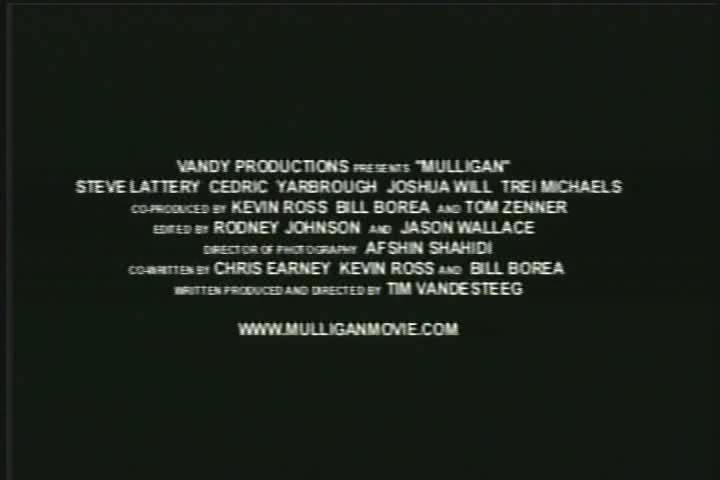 VANDY PRODUCTIONS PRESENTS "MULLIGAN"
STEVE LATTERY CEDRIC YARBROUGH JOSHUA WILL TREI MICHAELS
CO-PRODUCED BY KEVIN ROSS BILL BOREA AND TOM ZENNER
EDITED BY RODNEY JOHNSON AND JASON WALLACE
DIRECTOR OF PHOTOGRAPHY AFSHIN SHAHIDI
CO-WRITTEN BY CHRIS EARNEY KEVIN ROSS AND BILL BOREA
WRITTEN PRODUCED AND DIRECTED BY TIM VANDESTEEG
WWW.MULLIGANMOVIE.COM